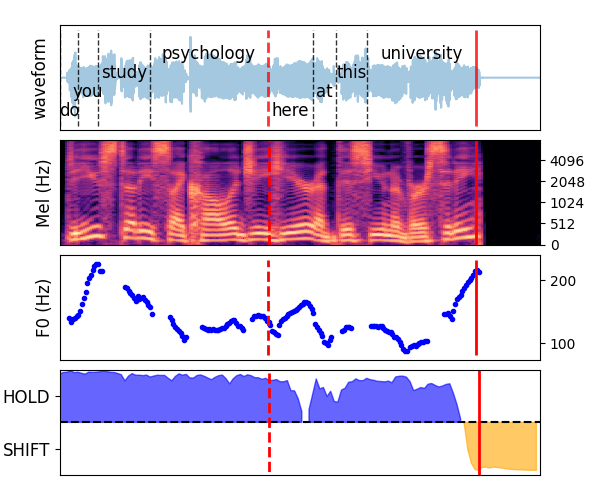 waveform
do
you
study
psychology
here
at
this
university
Mel (Hz)
4096
2048
1024
512
0
F0 (Hz)
200
100
HOLD
SHIFT